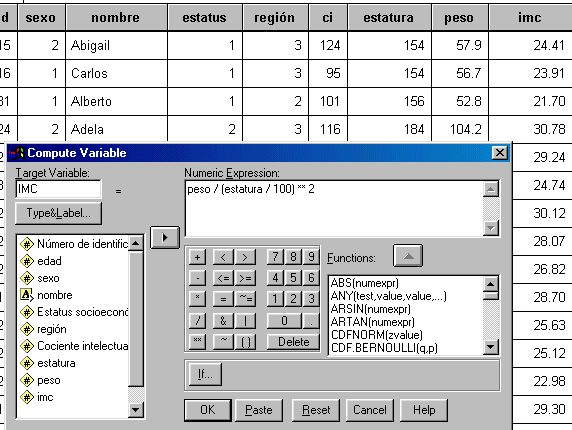 d sexo nombre estatus región ci estatura peso imc
15 2 Abigail 1 3 124 154 57.9 24.41
16 1 Carlos 1 3 95 154 56.7 23.91
31 1 Alberto 1 2 101 156 52.8 21.70
24 2 Adela 2 3 116 184 104.2 30.78
Compute Variable
29.24
Target Variable:
Numeric Expression:
IMC
=
peso / (estatura / 100) ** 2
24.74
Type&Label...
30.12
Número de identific
edad
sexo
nombre
Estatus socioeconó
región
Cociente intelectua
estatura
peso
imc
+ < > 7 8 9
- <= >= 4 5 6
* = ~= 1 2 3
/ & | 0 .
** ~ () Delete
Functions:
ABS(numexpr)
ANY(test,value,value,...)
ARSIN(numexpr)
ARTAN(numexpr)
CDFNORM(zvalue)
CDF.BERNOULLI(q,p)
28.07
26.82
28.70
25.63
25.12
If...
22.98
OK Paste Reset Cancel Help
29.30